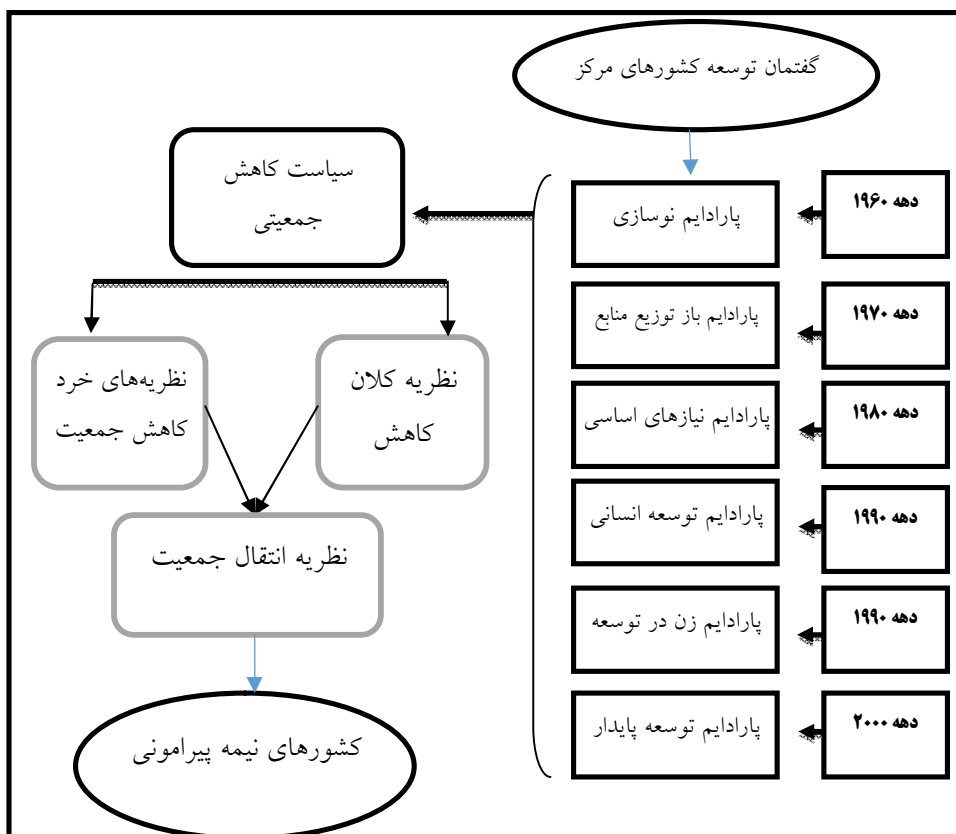 گفتمان توسعه کشورهای مرکز
دهه ۱۹۶۰
پارادایم نوسازی
دهه ۱۹۷۰
پارادایم باز توزیع منابع
دهه ۱۹۸۰
پارادایم نیازهای اساسی
دهه ۱۹۹۰
پارادایم توسعه انسانی
دهه ۱۹۹۰
پارادایم زن در توسعه
دهه ۲۰۰۰
پارادایم توسعه پایدار
سیاست کاهش
جمعیتی
نظریه کلان
کاهش
نظریه‌های خرد
کاهش جمعیت
نظریه انتقال جمعیت
کشورهای نیمه پیرامونی